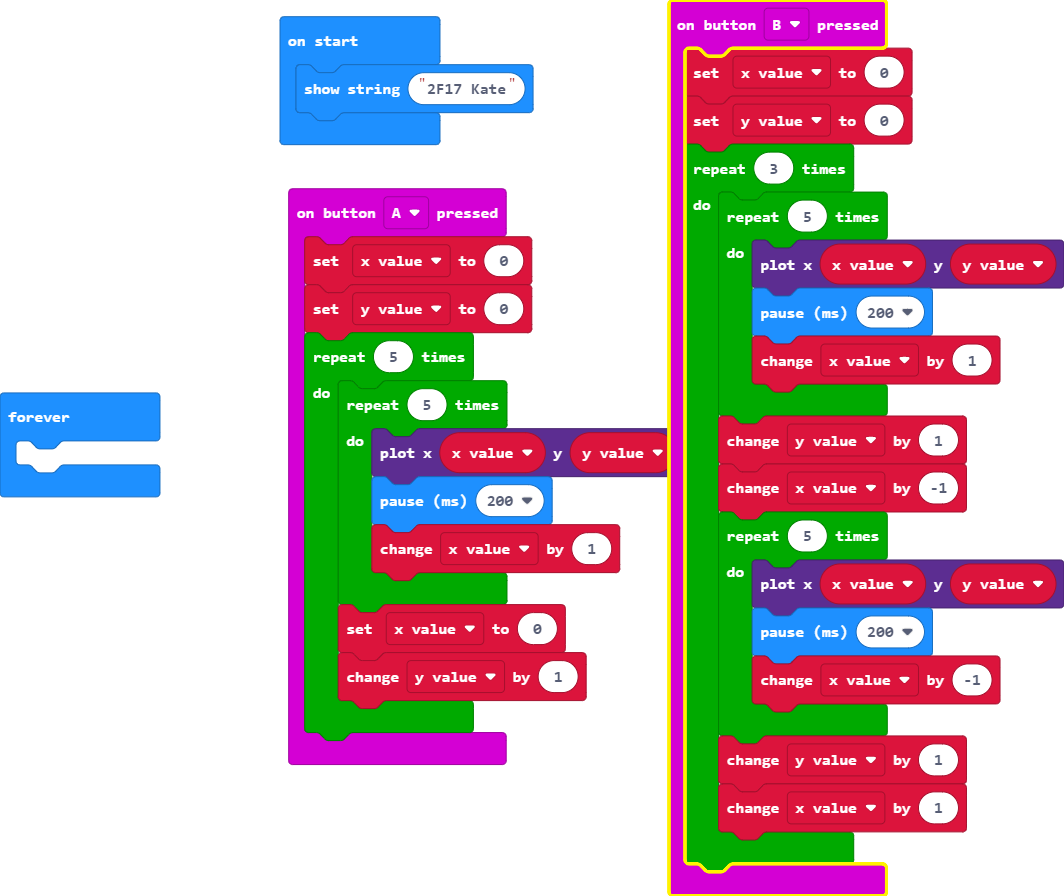 on start
show string "2F17 Kate"
forever
on button A pressed
set x value to 0
set y value to 0
repeat 5 times
do
repeat 5 times
do
plot x x value y y value
pause (ms) 200
change x value by 1
set x value to 0
change y value by 1
on button B pressed
set x value to 0
set y value to 0
repeat 3 times
do
repeat 5 times
do
plot x x value y y value
pause (ms) 200
change x value by 1
change y value by 1
change x value by -1
repeat 5 times
do
plot x x value y y value
pause (ms) 200
change x value by -1
change y value by 1
change x value by 1